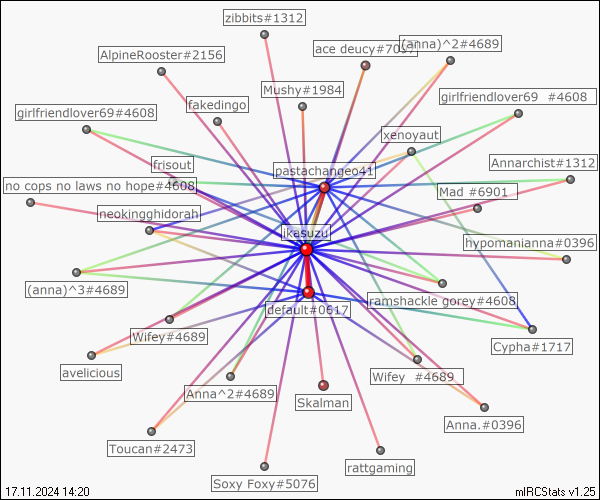 zibbits#1312
ace deucy#7097
(anna)^2#4689
AlpineRooster#2156
Mushy#1984
girlfriendlover69 #4608
fakedingo
girlfriendlover69#4608
xenoyaut
frisout
pastachangeo41
Annarchist#1312
no cops no laws no hope#4608
Mad #6901
neokingghidorah
ikasuzu
hypomanianna#0396
(anna)^3#4689
ramshackle gorey#4608
default#0617
Wifey#4689
Cypha#1717
avelicious
Wifey #4689
Anna^2#4689
Skalman
Anna.#0396
Toucan#2473
rattgaming
Soxy Foxy#5076
17.11.2024 14:20
mIRCStats v1.25